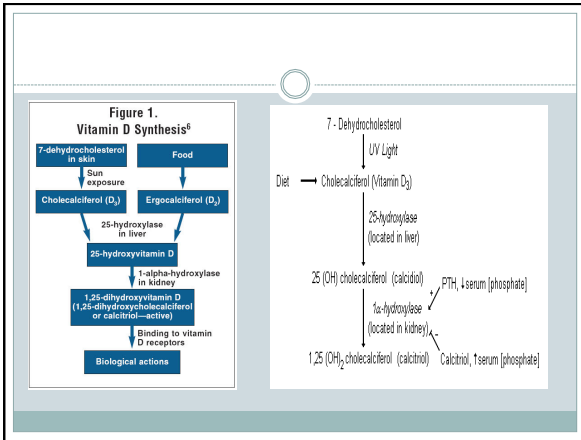 Figure 1.
Vitamin D Synthesis⁶
7-dehydrocholesterol
in skin
Food
Sun
exposure
Cholecalciferol (D₃)
Ergocalciferol (D₂)
25-hydroxylase
in liver
25-hydroxyvitamin D
1-alpha-hydroxylase
in kidney
1,25-dihydroxyvitamin D
(1,25-dihydroxycholecalciferol
or calcitriol—active)
Binding to vitamin
D receptors
Biological actions
7 - Dehydrocholesterol
UV Light
Diet
Cholecalciferol (Vitamin D₃)
25-hydroxylase
(located in liver)
25 (OH) cholecalciferol (calcidiol)
+
PTH, ↓serum [phosphate]
1α-hydroxylase
(located in kidney)
-
1,25 (OH)₂ cholecalciferol (calcitriol)
Calcitriol, ↑serum [phosphate]